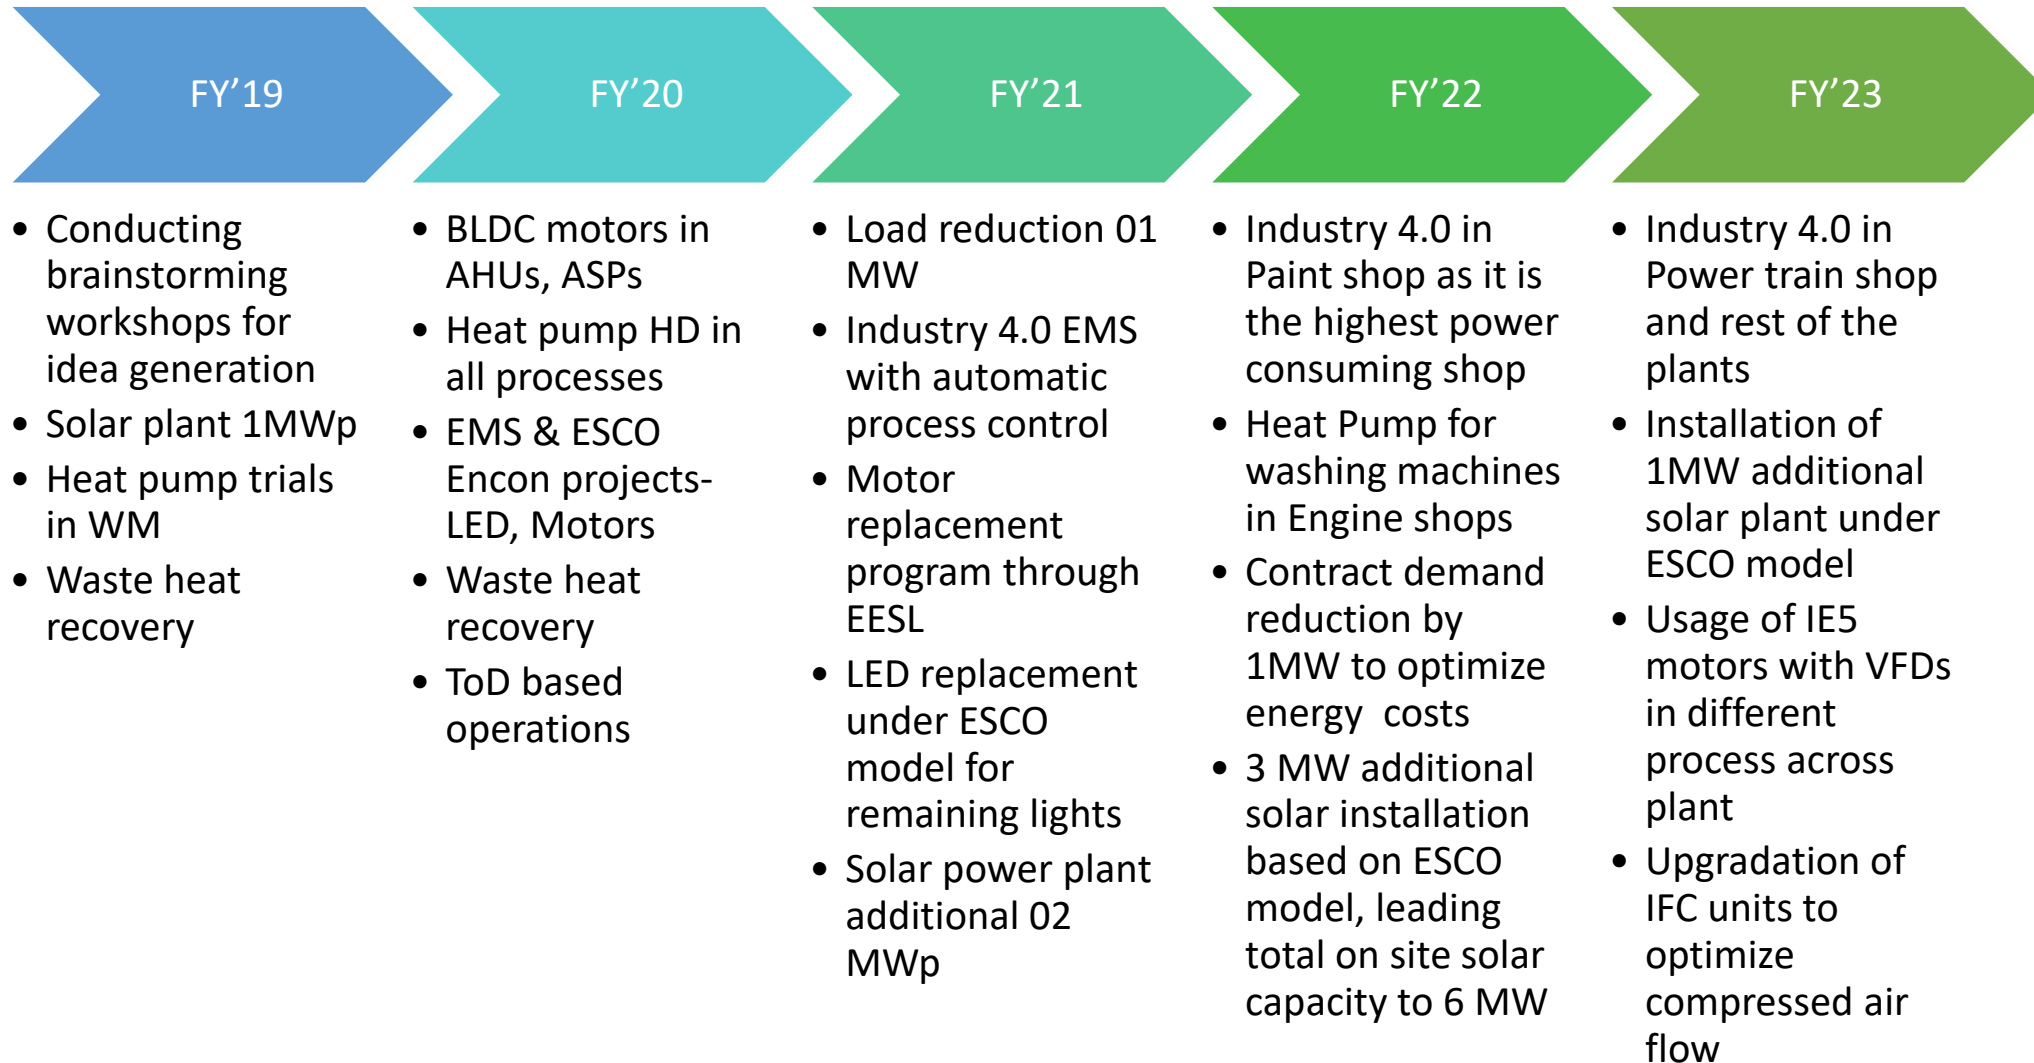 FY’19
• Conducting
brainstorming
workshops for
idea generation
• Solar plant 1MWp
• Heat pump trials
in WM
• Waste heat
recovery
FY’20
• BLDC motors in
AHUs, ASPs
• Heat pump HD in
all processes
• EMS & ESCO
Encon projects-
LED, Motors
• Waste heat
recovery
• ToD based
operations
FY’21
• Load reduction 01
MW
• Industry 4.0 EMS
with automatic
process control
• Motor
replacement
program through
EESL
• LED replacement
under ESCO
model for
remaining lights
• Solar power plant
additional 02
MWp
FY’22
• Industry 4.0 in
Paint shop as it is
the highest power
consuming shop
• Heat Pump for
washing machines
in Engine shops
• Contract demand
reduction by
1MW to optimize
energy  costs
• 3 MW additional
solar installation
based on ESCO
model, leading
total on site solar
capacity to 6 MW
FY’23
• Industry 4.0 in
Power train shop
and rest of the
plants
• Installation of
1MW additional
solar plant under
ESCO model
• Usage of IE5
motors with VFDs
in different
process across
plant
• Upgradation of
IFC units to
optimize
compressed air
flow